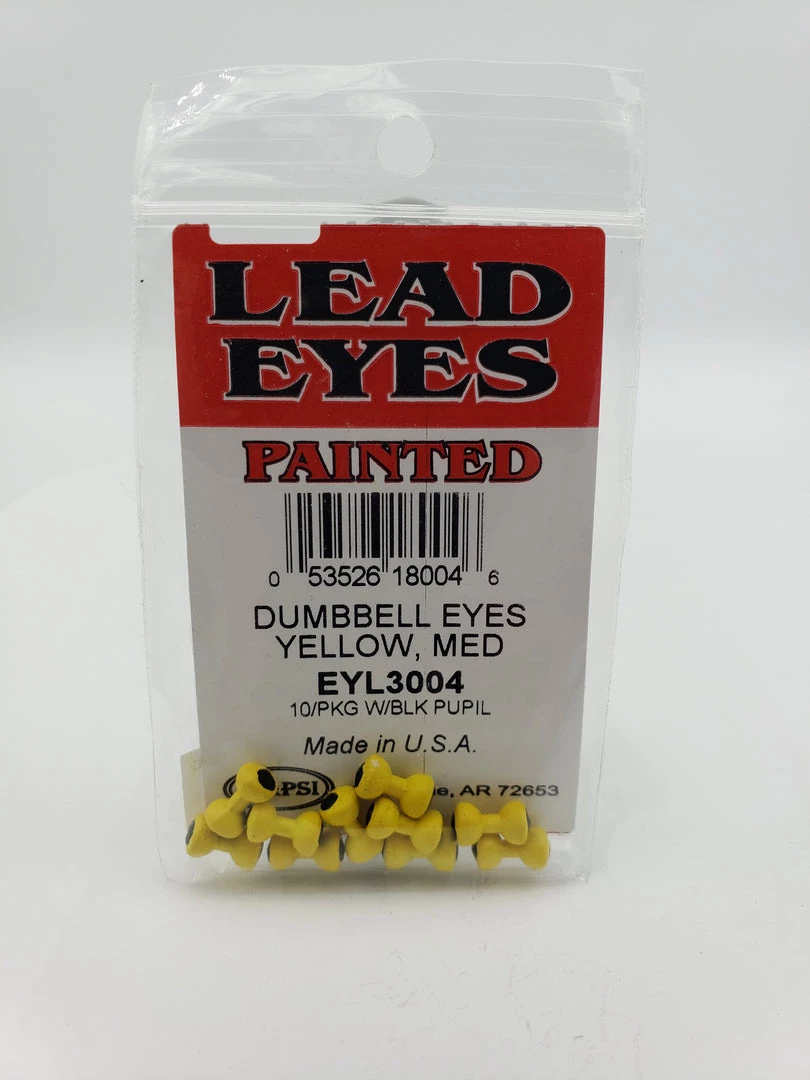 LEAD
EYES
PAINTED
0 53526 18004 6
DUMBBELL EYES
YELLOW, MED
EYL3004
10/PKG W/BLK PUPIL
Made in U.S.A.
AR 72653